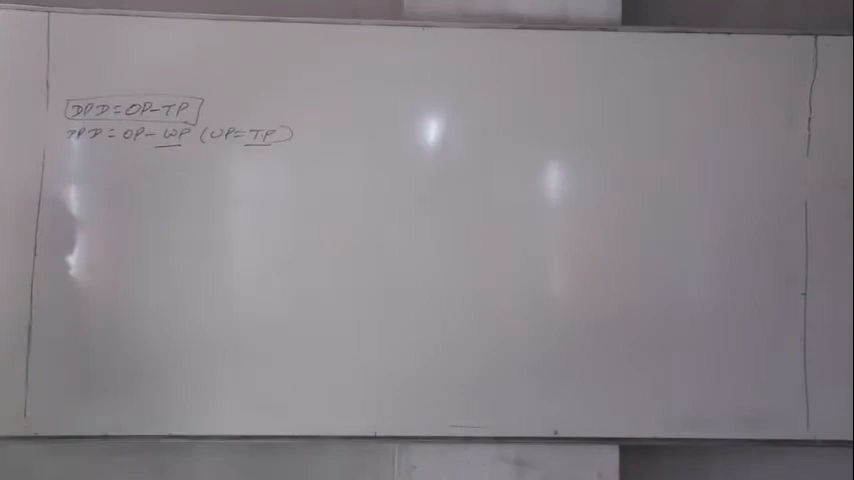 DPD = OP - TP
DPD = OP - WP (WP = TP)